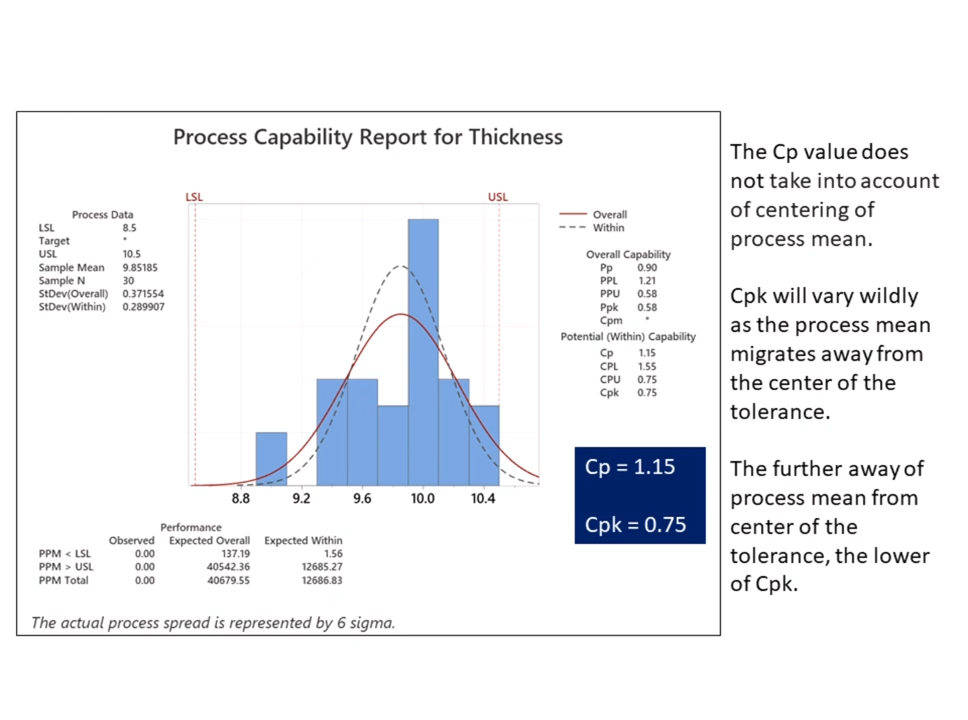 Process Capability Report for Thickness
LSL
USL
Process Data
LSL 8.5
Target *
USL 10.5
Sample Mean 9.85185
Sample N 30
StDev(Overall) 0.371554
StDev(Within) 0.289907
Overall
Within
Overall Capability
Pp 0.90
PPL 1.21
PPU 0.58
Ppk 0.58
Cpm *
Potential (Within) Capability
Cp 1.15
CPL 1.55
CPU 0.75
Cpk 0.75
8.8 9.2 9.6 10.0 10.4
Cp = 1.15
Cpk = 0.75
Performance
Observed Expected Overall Expected Within
PPM < LSL 0.00 137.19 1.56
PPM > USL 0.00 40542.36 12685.27
PPM Total 0.00 40679.55 12686.83
The actual process spread is represented by 6 sigma.
The Cp value does
not take into account
of centering of
process mean.
Cpk will vary wildly
as the process mean
migrates away from
the center of the
tolerance.
The further away of
process mean from
center of the
tolerance, the lower
of Cpk.